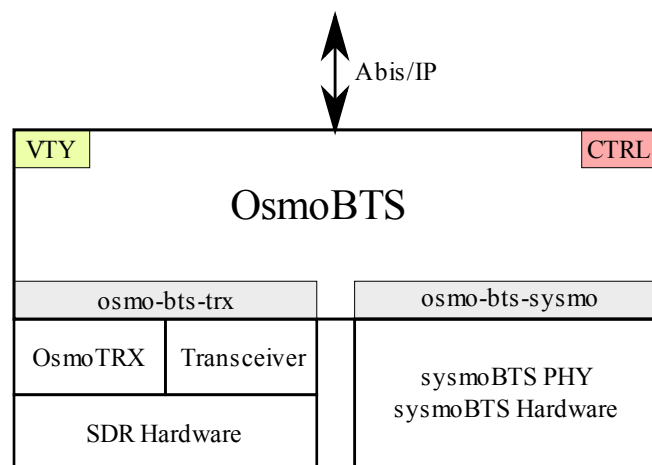 Abis/IP
VTY
CTRL
OsmoBTS
osmo-bts-trx
osmo-bts-sysmo
OsmoTRX
Transceiver
sysmoBTS PHY
sysmoBTS Hardware
SDR Hardware